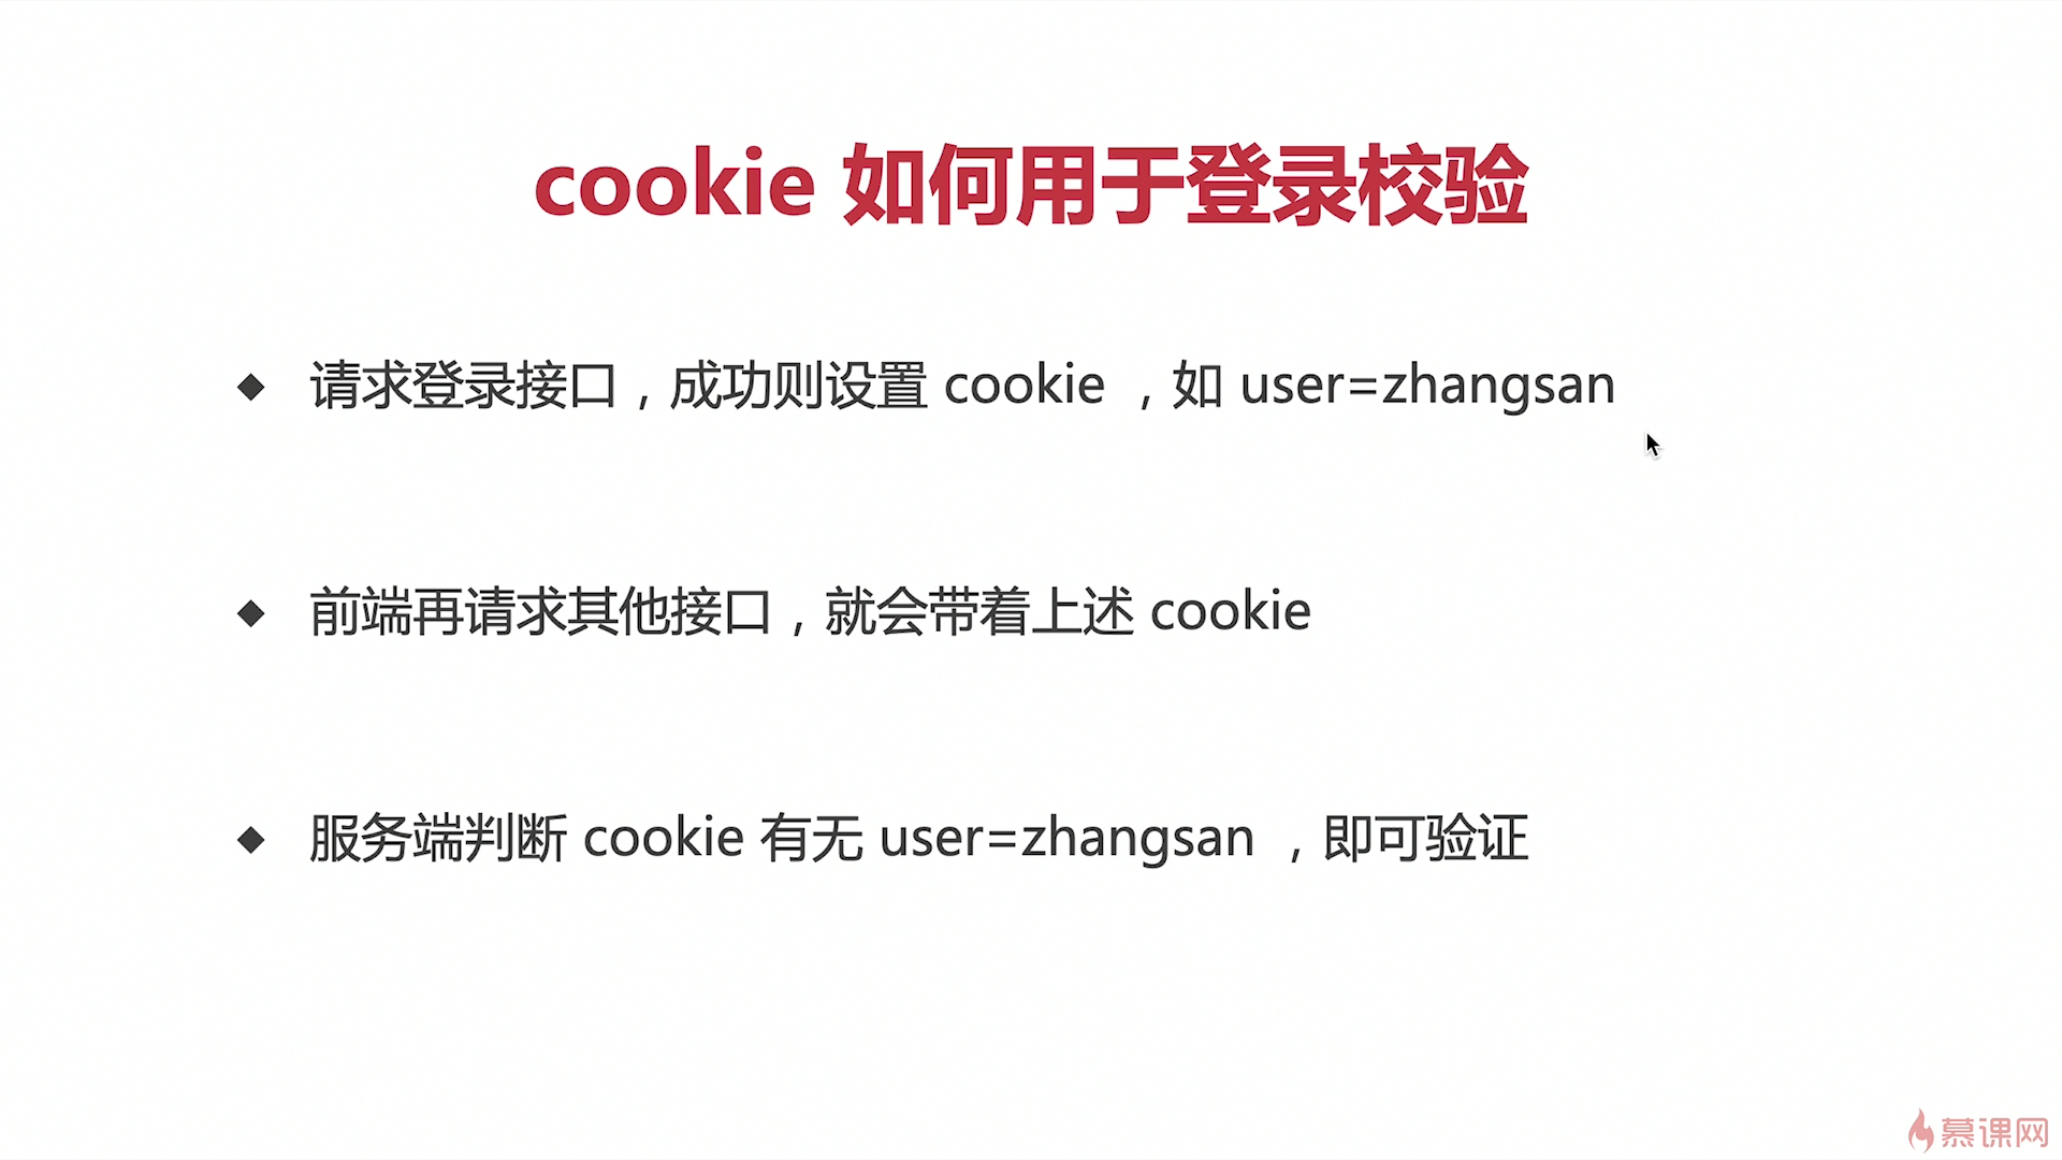 cookie 如何用于登录校验
◆ 请求登录接口，成功则设置 cookie ，如 user=zhangsan
◆ 前端再请求其他接口，就会带着上述 cookie
◆ 服务端判断 cookie 有无 user=zhangsan ，即可验证
慕课网